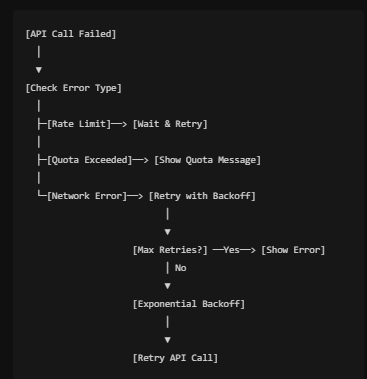 [API Call Failed]
│
▼
[Check Error Type]
│
├─[Rate Limit]──> [Wait & Retry]
│
├─[Quota Exceeded]──> [Show Quota Message]
│
└─[Network Error]──> [Retry with Backoff]
│
▼
[Max Retries?] ──Yes──> [Show Error]
│ No
▼
[Exponential Backoff]
│
▼
[Retry API Call]